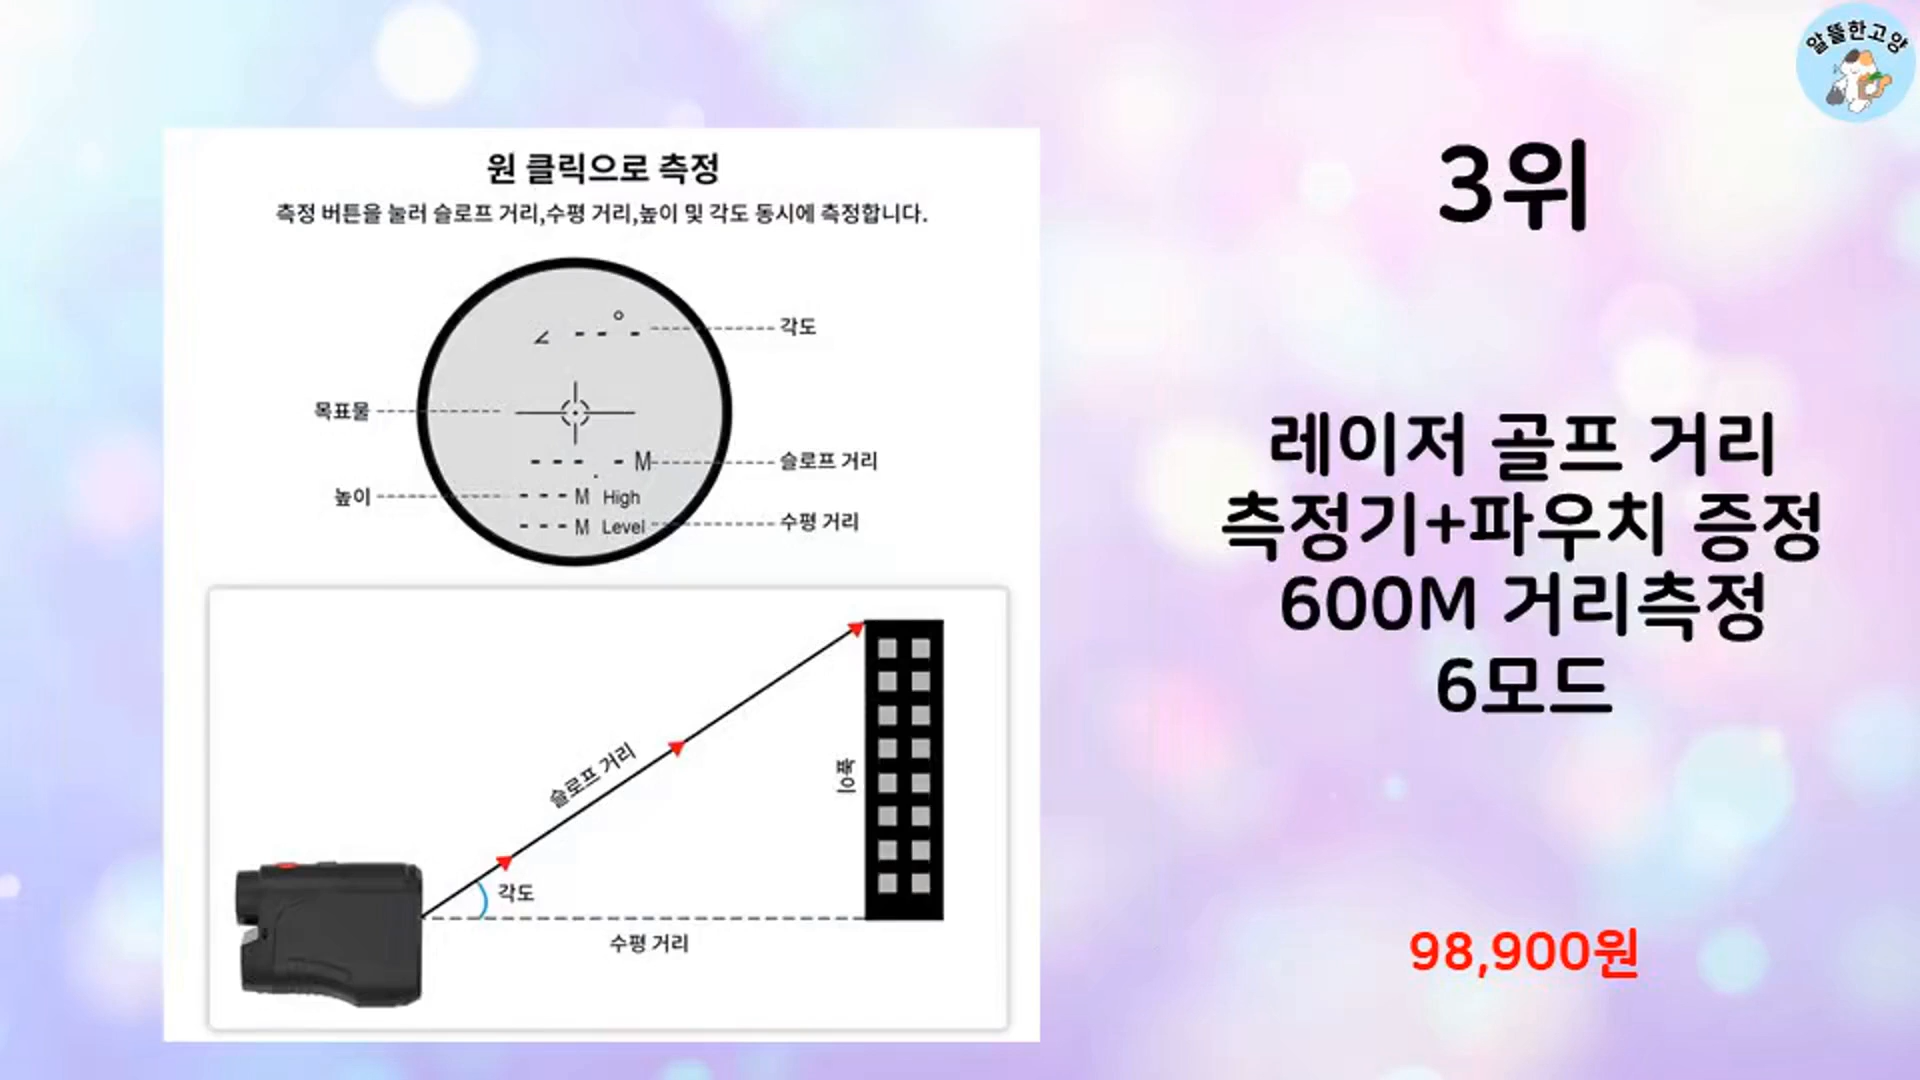 알뜰한고양
3위
원 클릭으로 측정
측정 버튼을 눌러 슬로프 거리,수평 거리,높이 및 각도 동시에 측정합니다.
각도
목표물
M
슬로프 거리
높이
M High
M Level
수평 거리
슬로프 거리
높이
각도
수평 거리
레이저 골프 거리
측정기+파우치 증정
600M 거리측정
6모드
98,900원